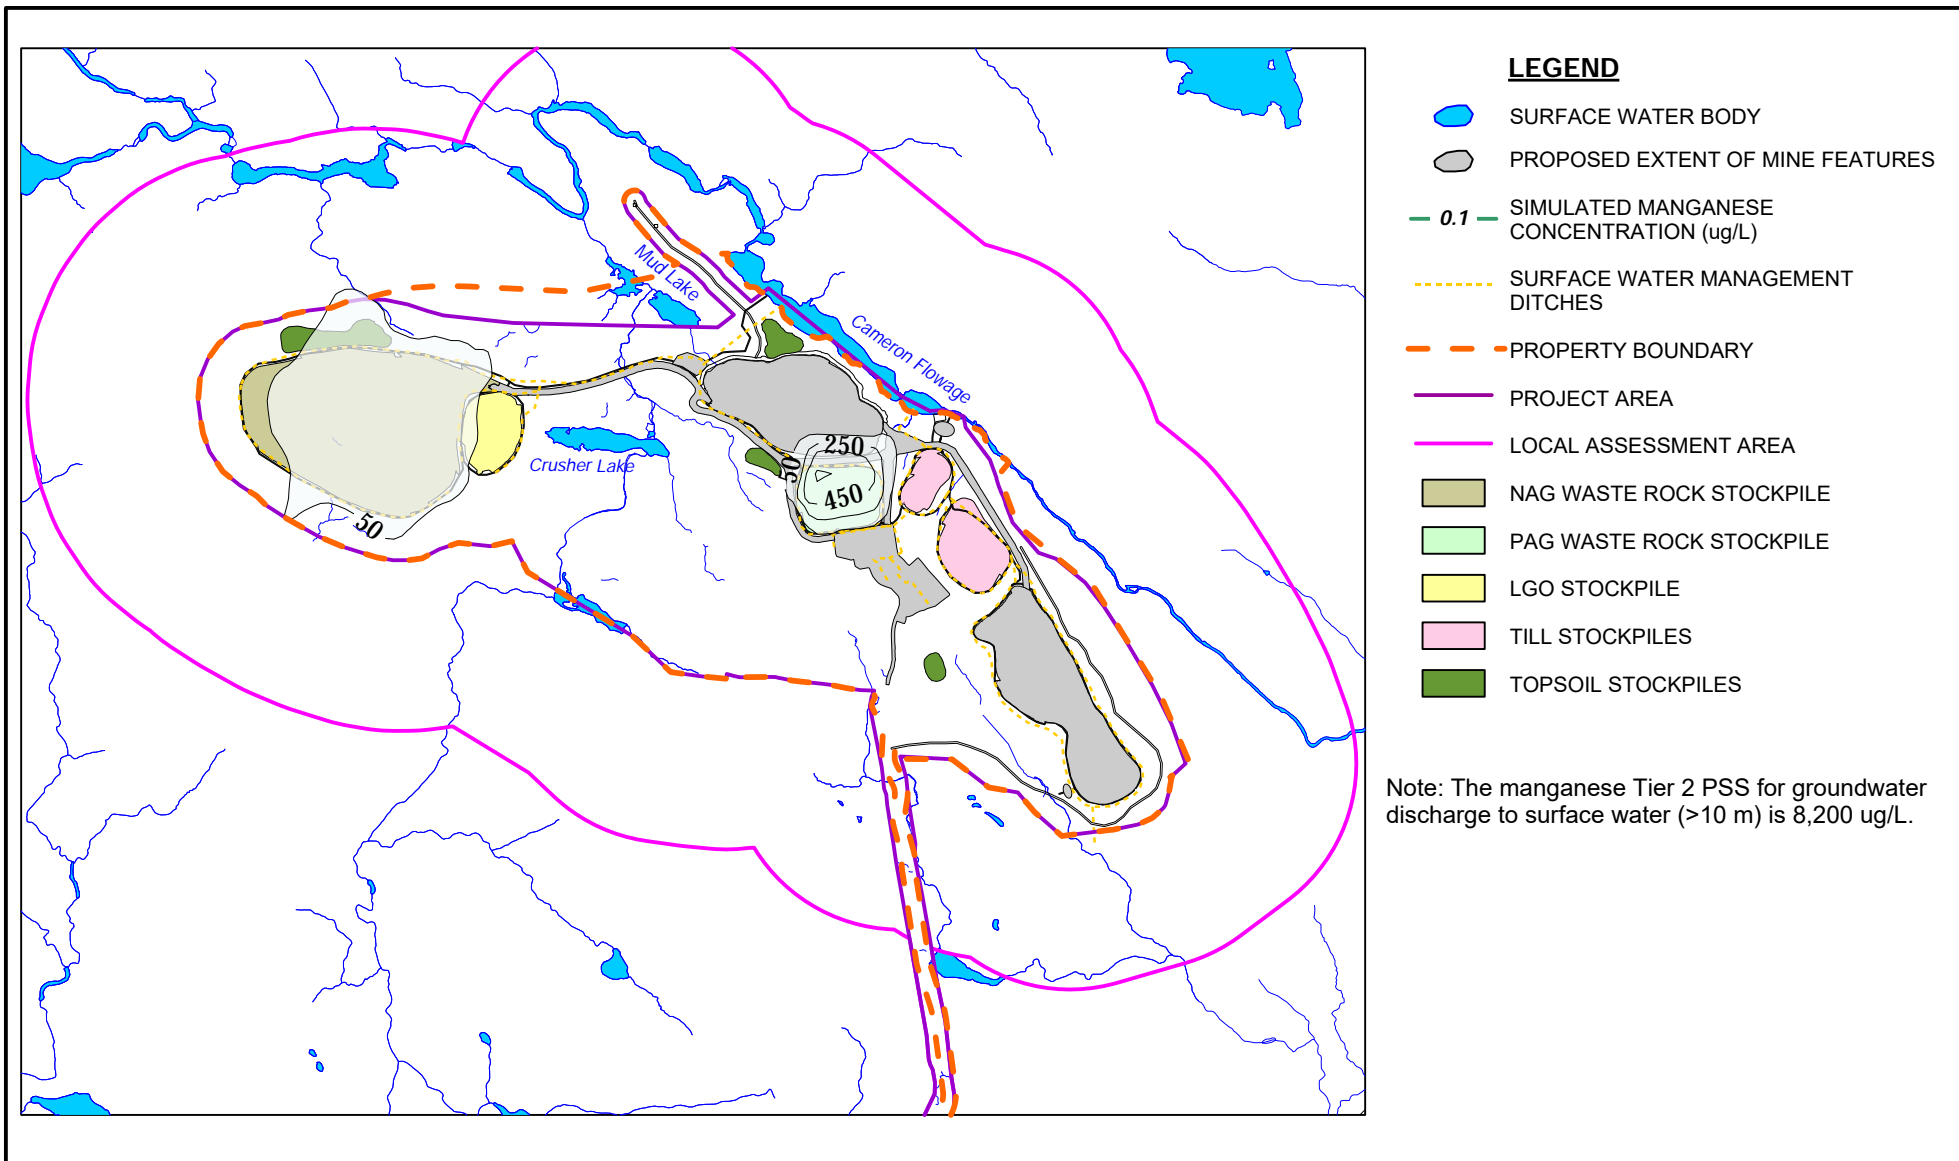 LEGEND
SURFACE WATER BODY
PROPOSED EXTENT OF MINE FEATURES
0.1
SIMULATED MANGANESE
CONCENTRATION (ug/L)
SURFACE WATER MANAGEMENT
DITCHES
PROPERTY BOUNDARY
PROJECT AREA
LOCAL ASSESSMENT AREA
NAG WASTE ROCK STOCKPILE
PAG WASTE ROCK STOCKPILE
LGO STOCKPILE
TILL STOCKPILES
TOPSOIL STOCKPILES
Note: The manganese Tier 2 PSS for groundwater
discharge to surface water (>10 m) is 8,200 ug/L.
Mud Lake
Cameron Flowage
Crusher Lake
250
50
450
50